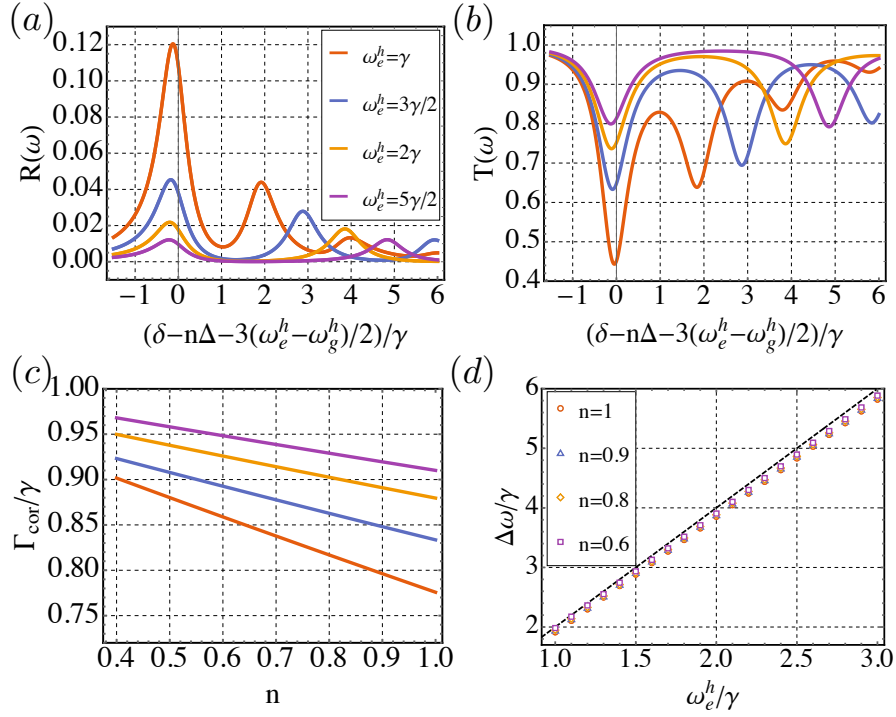 (a)
R(ω)
0.12
0.10
0.08
0.06
0.04
0.02
0.00
ω_e^h=γ
ω_e^h=3γ/2
ω_e^h=2γ
ω_e^h=5γ/2
−1 0 1 2 3 4 5 6
(δ−nΔ−3(ω_e^h−ω_g^h)/2)/γ
(b)
T(ω)
1.0
0.9
0.8
0.7
0.6
0.5
0.4
−1 0 1 2 3 4 5 6
(δ−nΔ−3(ω_e^h−ω_g^h)/2)/γ
(c)
Γ_cor/γ
1.00
0.95
0.90
0.85
0.80
0.75
0.4 0.5 0.6 0.7 0.8 0.9 1.0
n
(d)
Δω/γ
6
5
4
3
2
n=1
n=0.9
n=0.8
n=0.6
1.0 1.5 2.0 2.5 3.0
ω_e^h/γ